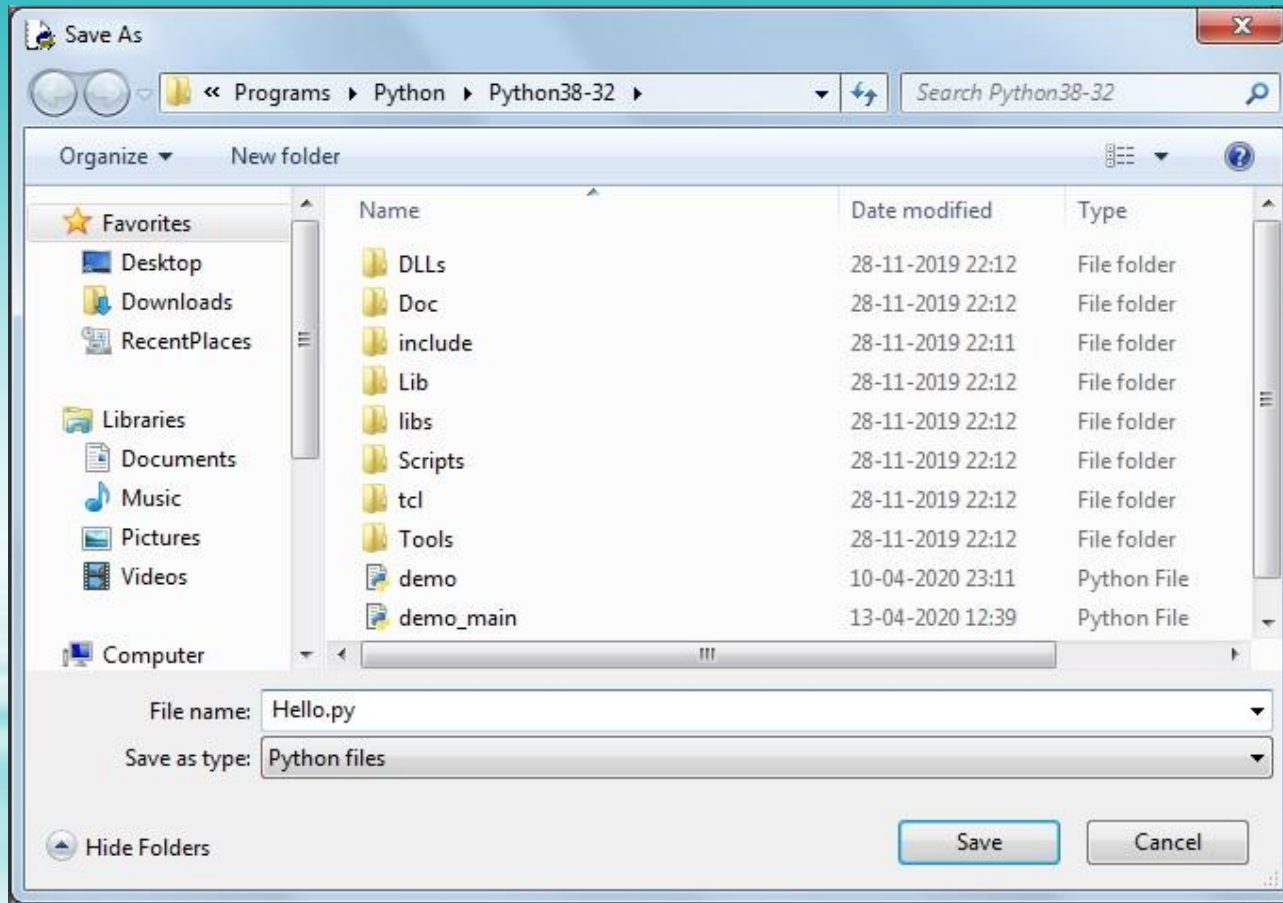 Save As
« Programs ▸ Python ▸ Python38-32 ▸
Search Python38-32
Organize ▾ New folder
Favorites
Desktop
Downloads
RecentPlaces
Libraries
Documents
Music
Pictures
Videos
Computer
Name Date modified Type
DLLs 28-11-2019 22:12 File folder
Doc 28-11-2019 22:12 File folder
include 28-11-2019 22:11 File folder
Lib 28-11-2019 22:12 File folder
libs 28-11-2019 22:12 File folder
Scripts 28-11-2019 22:12 File folder
tcl 28-11-2019 22:12 File folder
Tools 28-11-2019 22:12 File folder
demo 10-04-2020 23:11 Python File
demo_main 13-04-2020 12:39 Python File
File name: Hello.py
Save as type: Python files
Hide Folders
Save Cancel